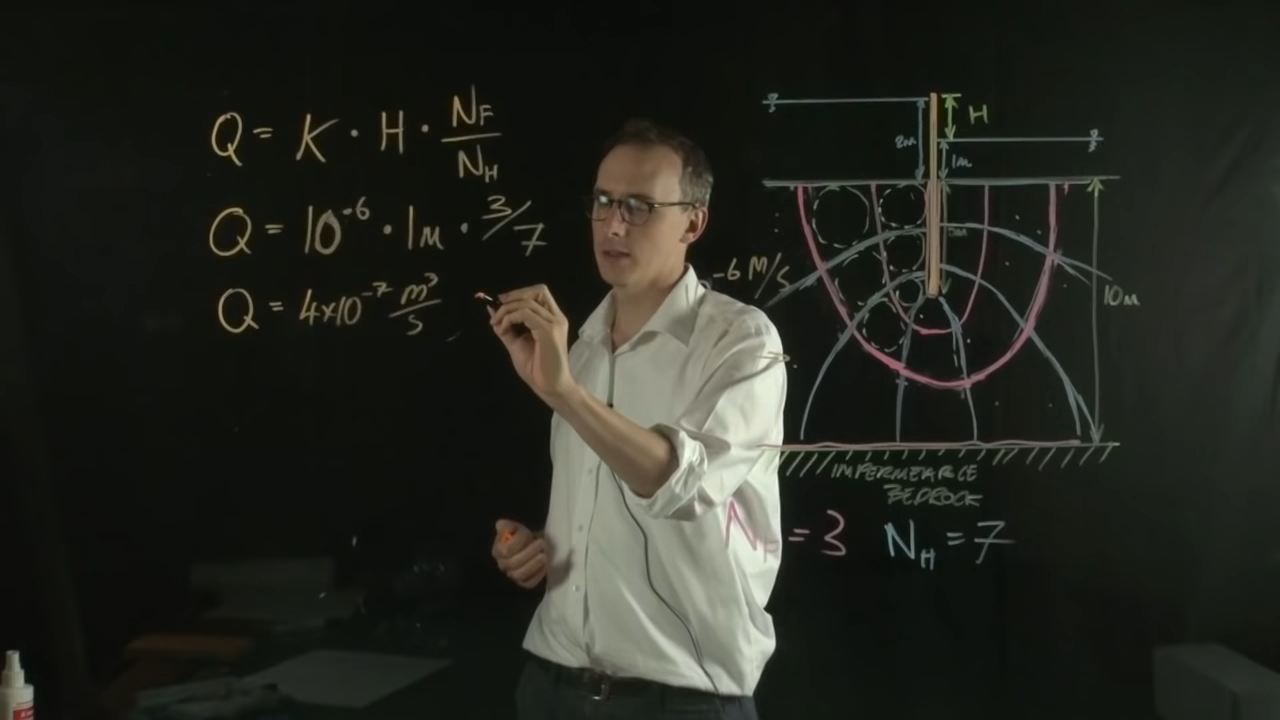 Q = K · H · N_F / N_H
Q = 10⁻⁶ · 1m · 3/7
Q = 4×10⁻⁷ m³/s
H
2m
1m
-6 M/S
10m
IMPERMEABLE
BEDROCK
N_F = 3 N_H = 7